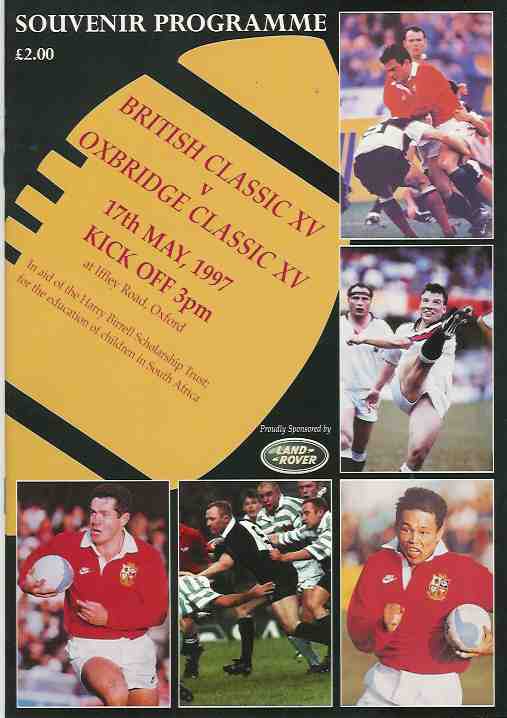 SOUVENIR PROGRAMME
£2.00
BRITISH CLASSIC XV
v
OXBRIDGE CLASSIC XV
17th MAY, 1997
KICK OFF 3pm
at Iffley Road, Oxford
In aid of the Harry Birrell Scholarship Trust:
for the education of children in South Africa
Proudly Sponsored by
LAND
ROVER